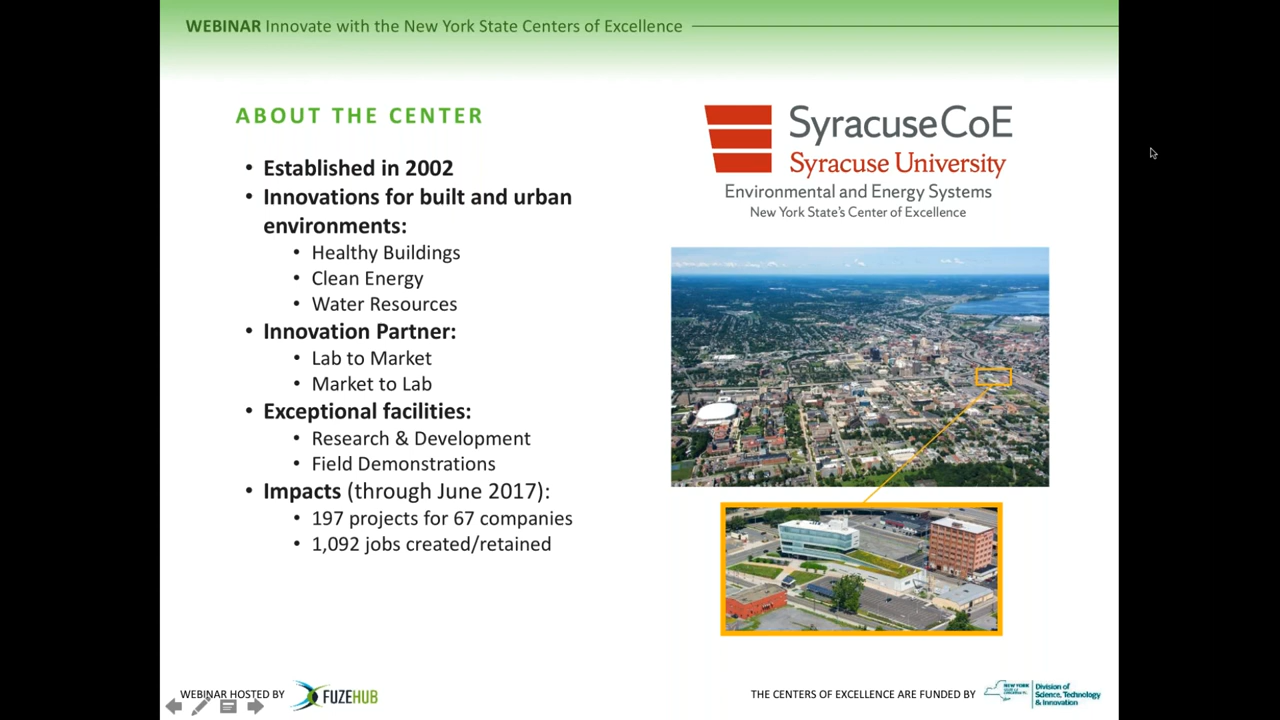 WEBINAR Innovate with the New York State Centers of Excellence
ABOUT THE CENTER
• Established in 2002
• Innovations for built and urban
environments:
• Healthy Buildings
• Clean Energy
• Water Resources
• Innovation Partner:
• Lab to Market
• Market to Lab
• Exceptional facilities:
• Research & Development
• Field Demonstrations
• Impacts (through June 2017):
• 197 projects for 67 companies
• 1,092 jobs created/retained
SyracuseCoE
Syracuse University
Environmental and Energy Systems
New York State's Center of Excellence
WEBINAR HOSTED BY
FUZEHUB
THE CENTERS OF EXCELLENCE ARE FUNDED BY
NEW YORK
Division of
Science, Technology
& Innovation